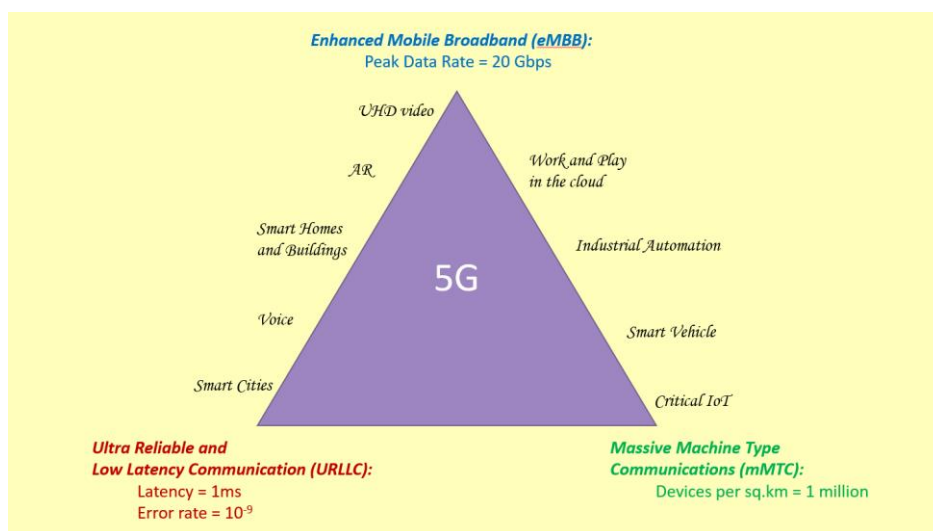 Enhanced Mobile Broadband (eMBB):
Peak Data Rate = 20 Gbps
UHD video
AR
Work and Play
in the cloud
Smart Homes
and Buildings
Industrial Automation
5G
Voice
Smart Vehicle
Smart Cities
Critical IoT
Ultra Reliable and
Low Latency Communication (URLLC):
Latency = 1ms
Error rate = 10⁻⁹
Massive Machine Type
Communications (mMTC):
Devices per sq.km = 1 million